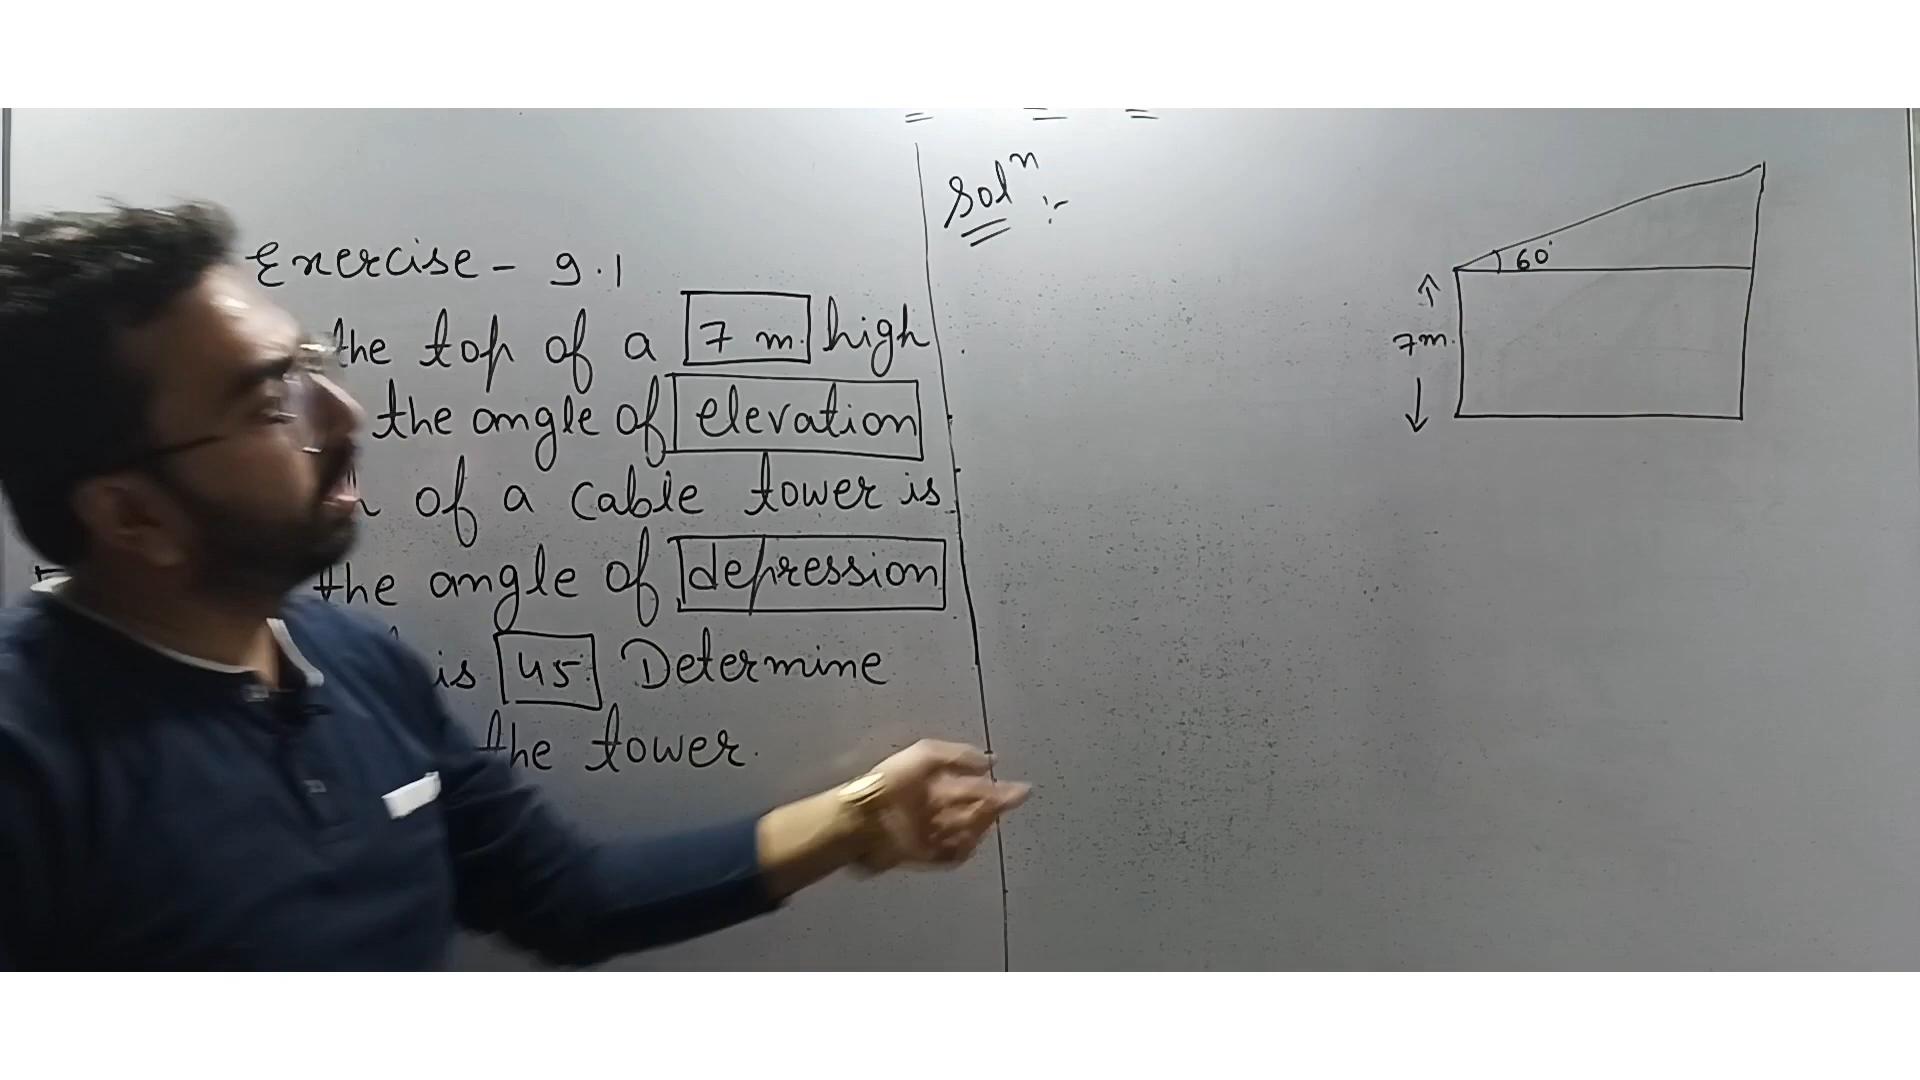 Exercise - 9.1
the top of a 7 m. high
the angle of elevation
of a cable tower is
the angle of depression
is 45° Determine
the tower.
Solⁿ :-
60°
7m.